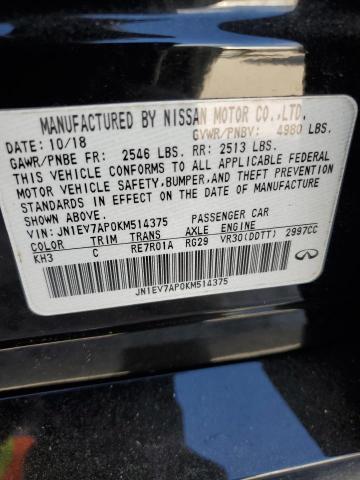 MANUFACTURED BY NISSAN MOTOR CO.,LTD.
DATE: 10/18 GVWR/PNBV: 4980 LBS.
GAWR/PNBE FR: 2546 LBS. RR: 2513 LBS.
THIS VEHICLE CONFORMS TO ALL APPLICABLE FEDERAL
MOTOR VEHICLE SAFETY, BUMPER, AND THEFT PREVENTION
STANDARDS IN EFFECT ON THE DATE OF MANUFACTURE
VIN: JN1EV7AP0KM514375 PASSENGER CAR
COLOR TRIM TRANS AXLE ENGINE
KH3 C RE7R01A RG29 VR30(DDTT) 2997CC
JN1EV7AP0KM514375
INFINITI